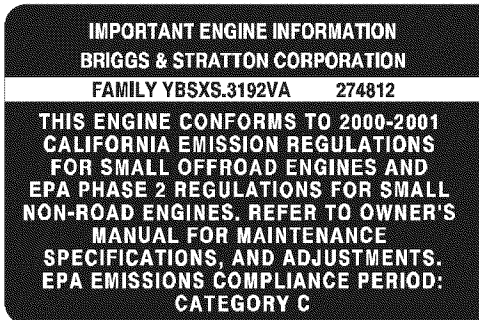 IMPORTANT ENGINE INFORMATION
BRIGGS & STRATTON CORPORATION
FAMILY YBSXS.3192VA 274812
THIS ENGINE CONFORMS TO 2000-2001
CALIFORNIA EMISSION REGULATIONS
FOR SMALL OFFROAD ENGINES AND
EPA PHASE 2 REGULATIONS FOR SMALL
NON-ROAD ENGINES. REFER TO OWNER'S
MANUAL FOR MAINTENANCE
SPECIFICATIONS, AND ADJUSTMENTS.
EPA EMISSIONS COMPLIANCE PERIOD:
CATEGORY C